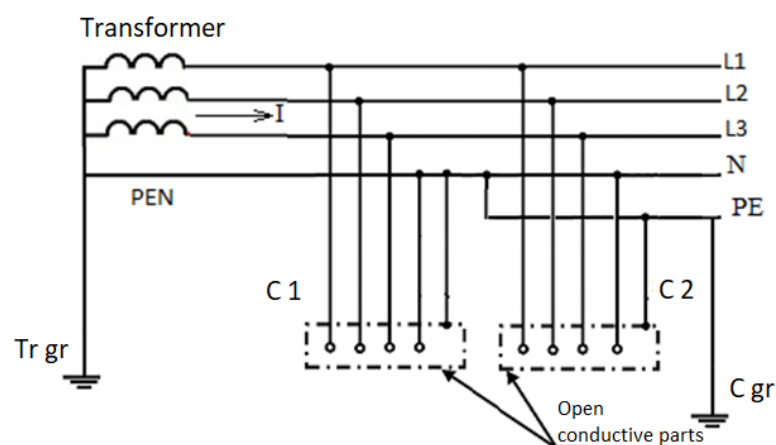 Transformer
L1
L2
I
L3
N
PEN
PE
C 1
C 2
Tr gr
C gr
Open
conductive parts